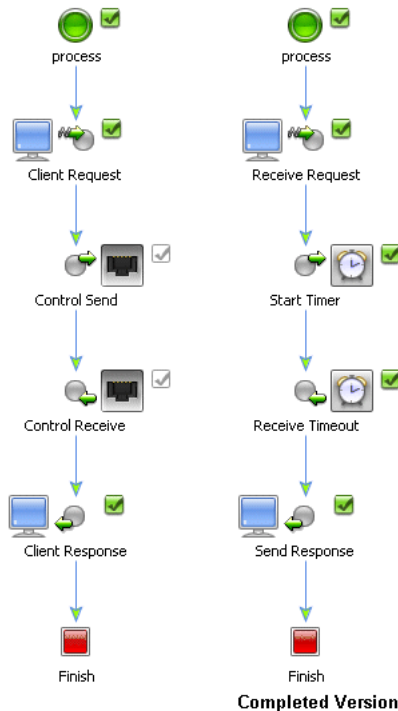 process
Client Request
Control Send
Control Receive
Client Response
Finish
process
Receive Request
Start Timer
Receive Timeout
Send Response
Finish
Completed Version